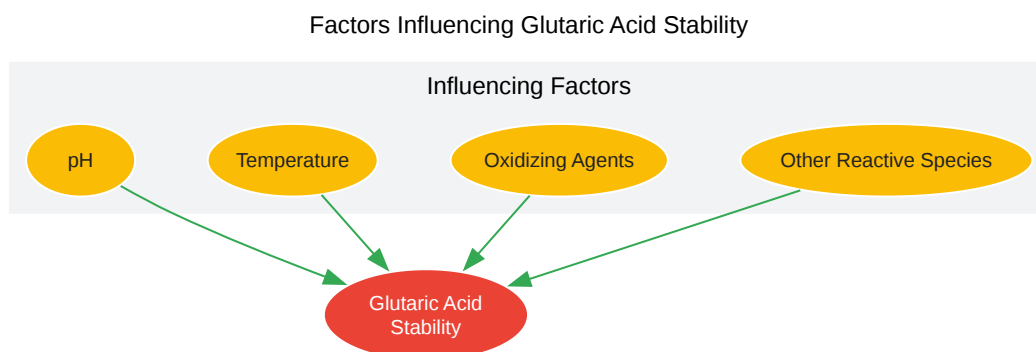 Factors Influencing Glutaric Acid Stability
Influencing Factors
pH
Temperature
Oxidizing Agents
Other Reactive Species
Glutaric Acid
Stability